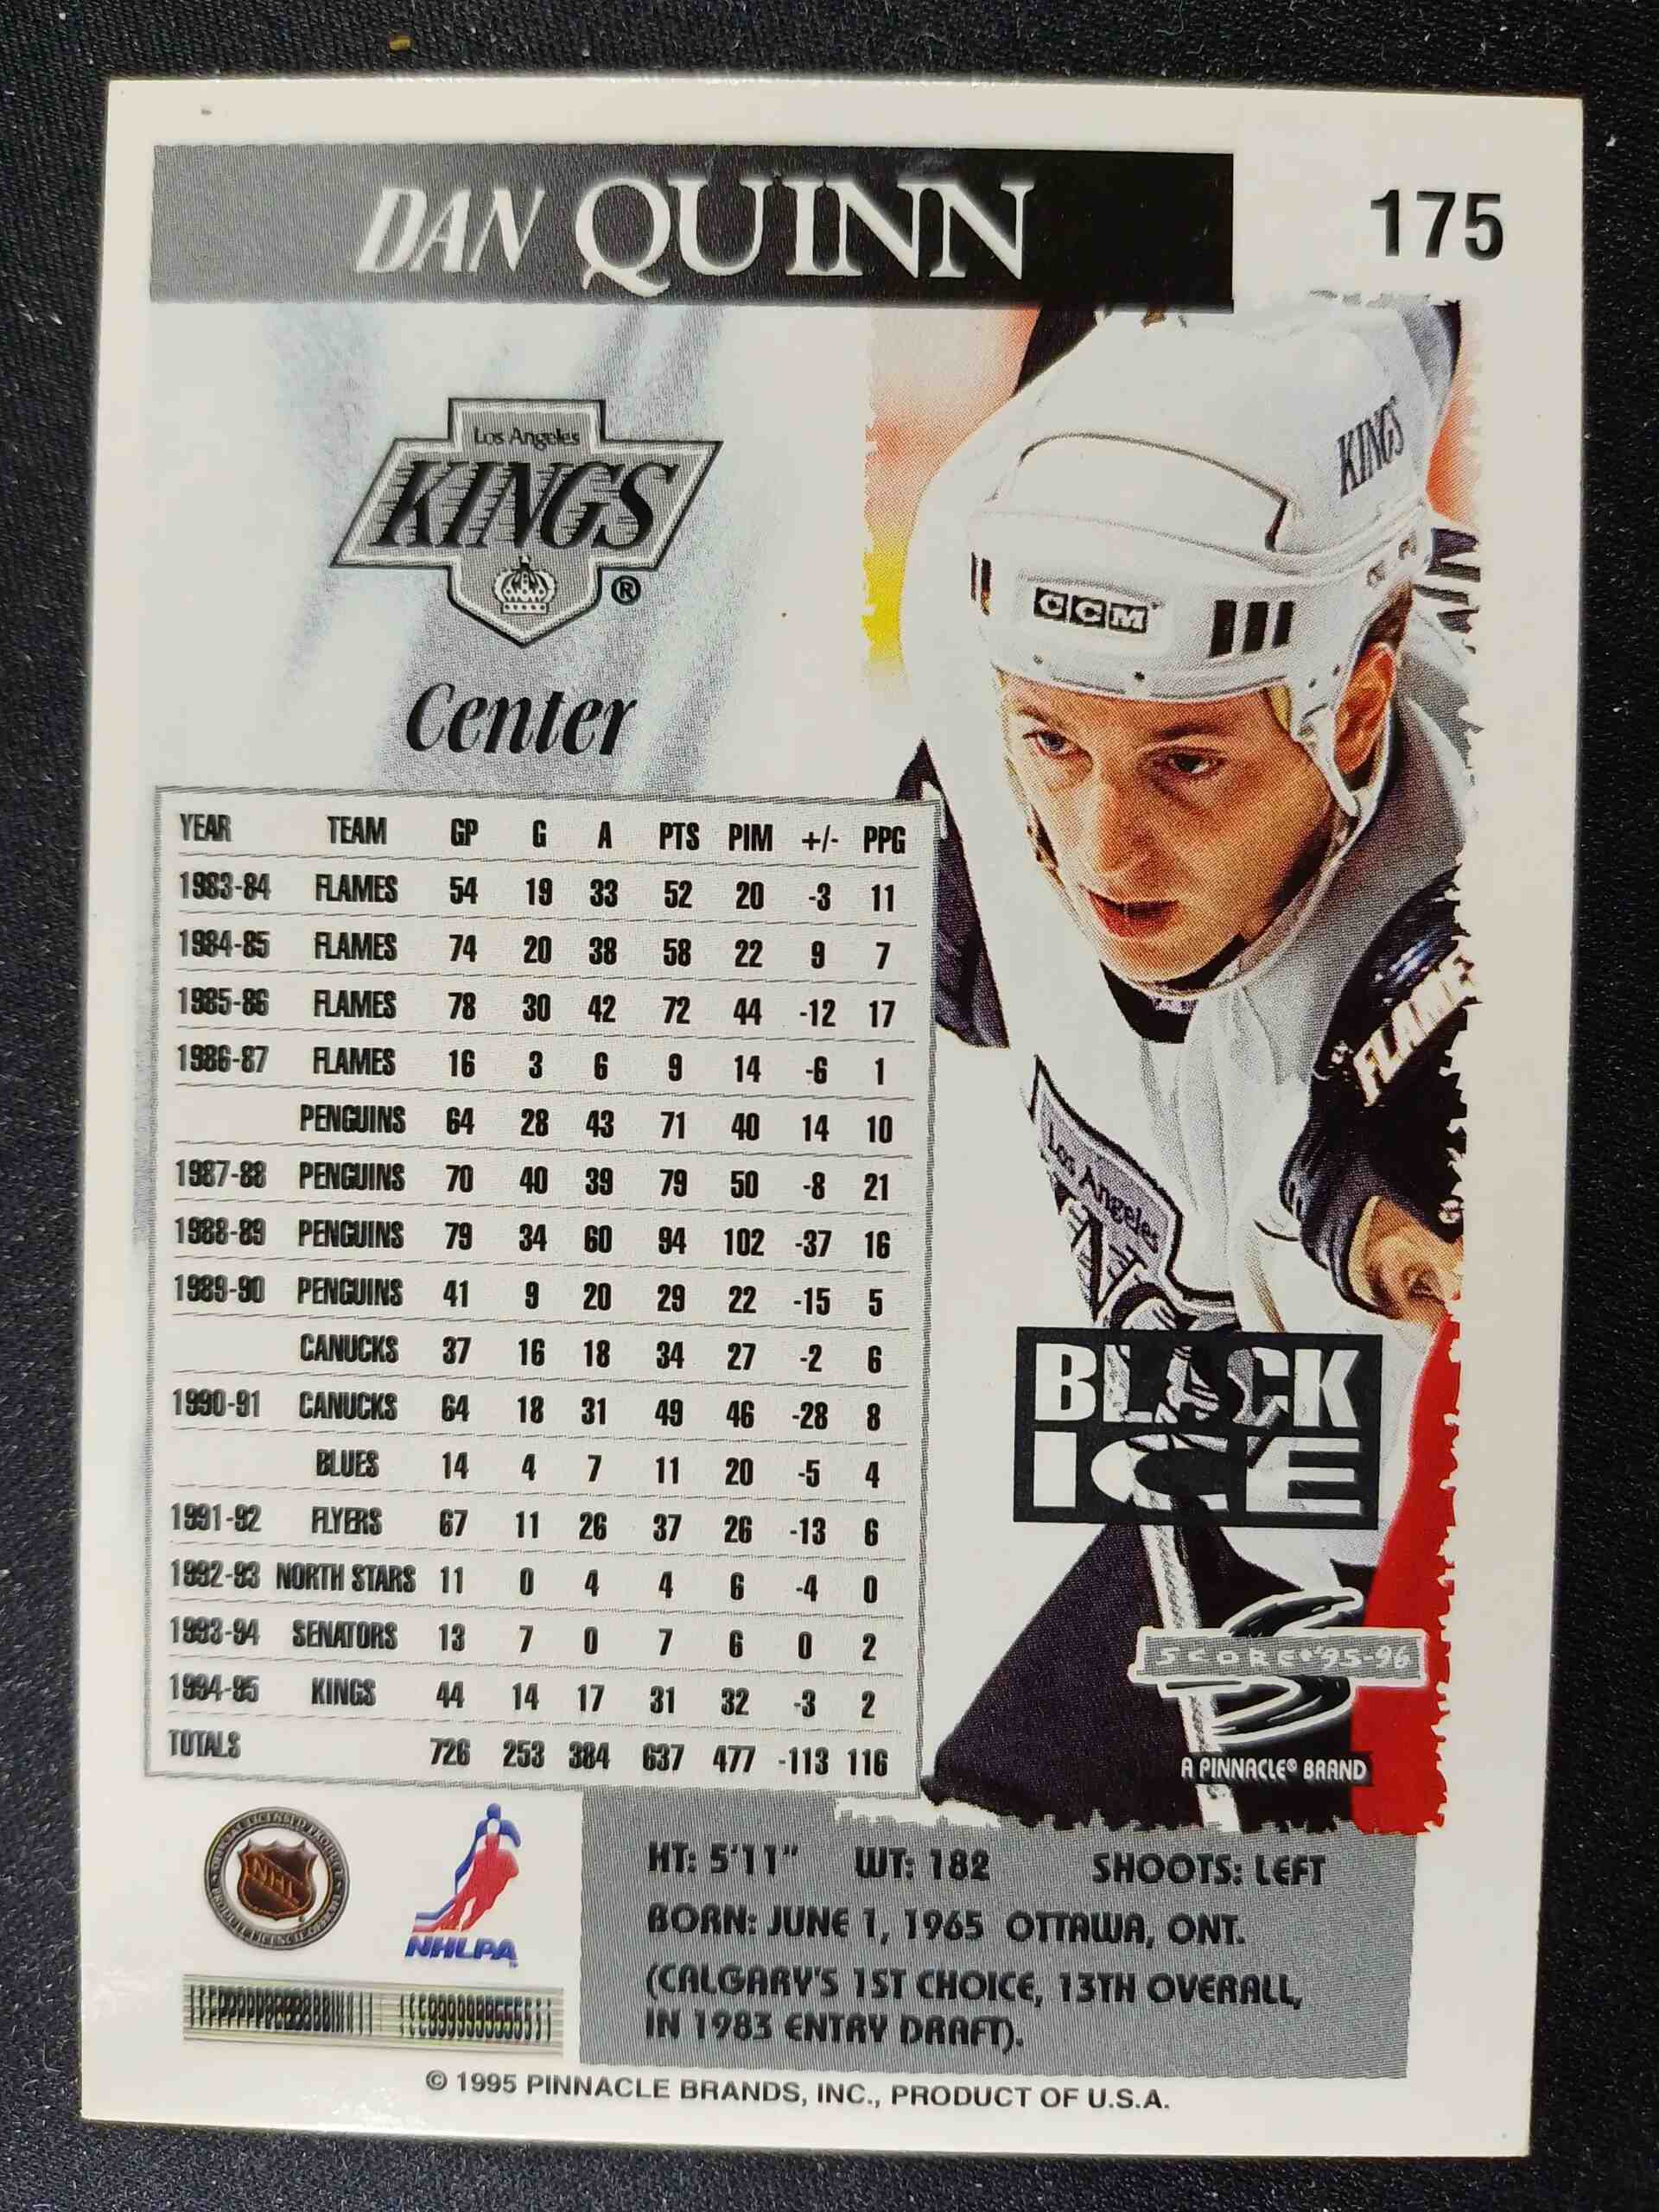 DAN QUINN
175
Los Angeles
KINGS
®
Center
KINGS
CCM
YEAR TEAM GP G A PTS PIM +/- PPG
1983-84 FLAMES 54 19 33 52 20 -3 11
1984-85 FLAMES 74 20 38 58 22 9 7
1985-86 FLAMES 78 30 42 72 44 -12 17
1986-87 FLAMES 16 3 6 9 14 -6 1
PENGUINS 64 28 43 71 40 14 10
1987-88 PENGUINS 70 40 39 79 50 -8 21
1988-89 PENGUINS 79 34 60 94 102 -37 16
1989-90 PENGUINS 41 9 20 29 22 -15 5
CANUCKS 37 16 18 34 27 -2 6
1990-91 CANUCKS 64 18 31 49 46 -28 8
BLUES 14 4 7 11 20 -5 4
1991-92 FLYERS 67 11 26 37 26 -13 6
1992-93 NORTH STARS 11 0 4 4 6 -4 0
1993-94 SENATORS 13 7 0 7 6 0 2
1994-95 KINGS 44 14 17 31 32 -3 2
TOTALS 726 253 384 637 477 -113 116
Los Angeles
BLACK
ICE
SCORE®'95-96
A PINNACLE® BRAND
NHL
NHLPA
HT: 5'11" WT: 182 SHOOTS: LEFT
BORN: JUNE 1, 1965 OTTAWA, ONT.
(CALGARY'S 1ST CHOICE, 13TH OVERALL,
IN 1983 ENTRY DRAFT).
© 1995 PINNACLE BRANDS, INC., PRODUCT OF U.S.A.